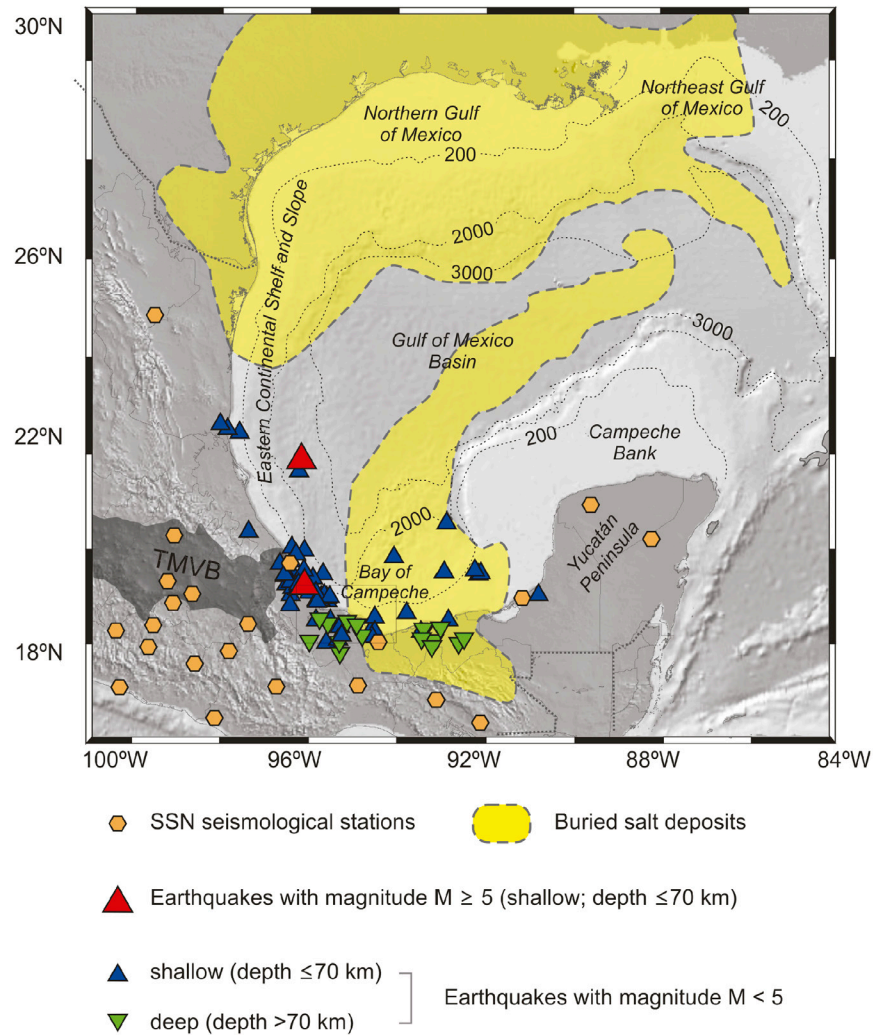 30ºN
26ºN
22ºN
18ºN
Northern Gulf
of Mexico
Northeast Gulf
of Mexico
200
200
2000
3000
Eastern Continental Shelf and Slope
Gulf of Mexico
Basin
3000
200
Campeche
Bank
2000
TMVB
Bay of
Campeche
Yucatán
Peninsula
100ºW
96ºW
92ºW
88ºW
84ºW
SSN seismological stations
Buried salt deposits
Earthquakes with magnitude M ≥ 5 (shallow; depth ≤70 km)
shallow (depth ≤70 km)
Earthquakes with magnitude M < 5
deep (depth >70 km)